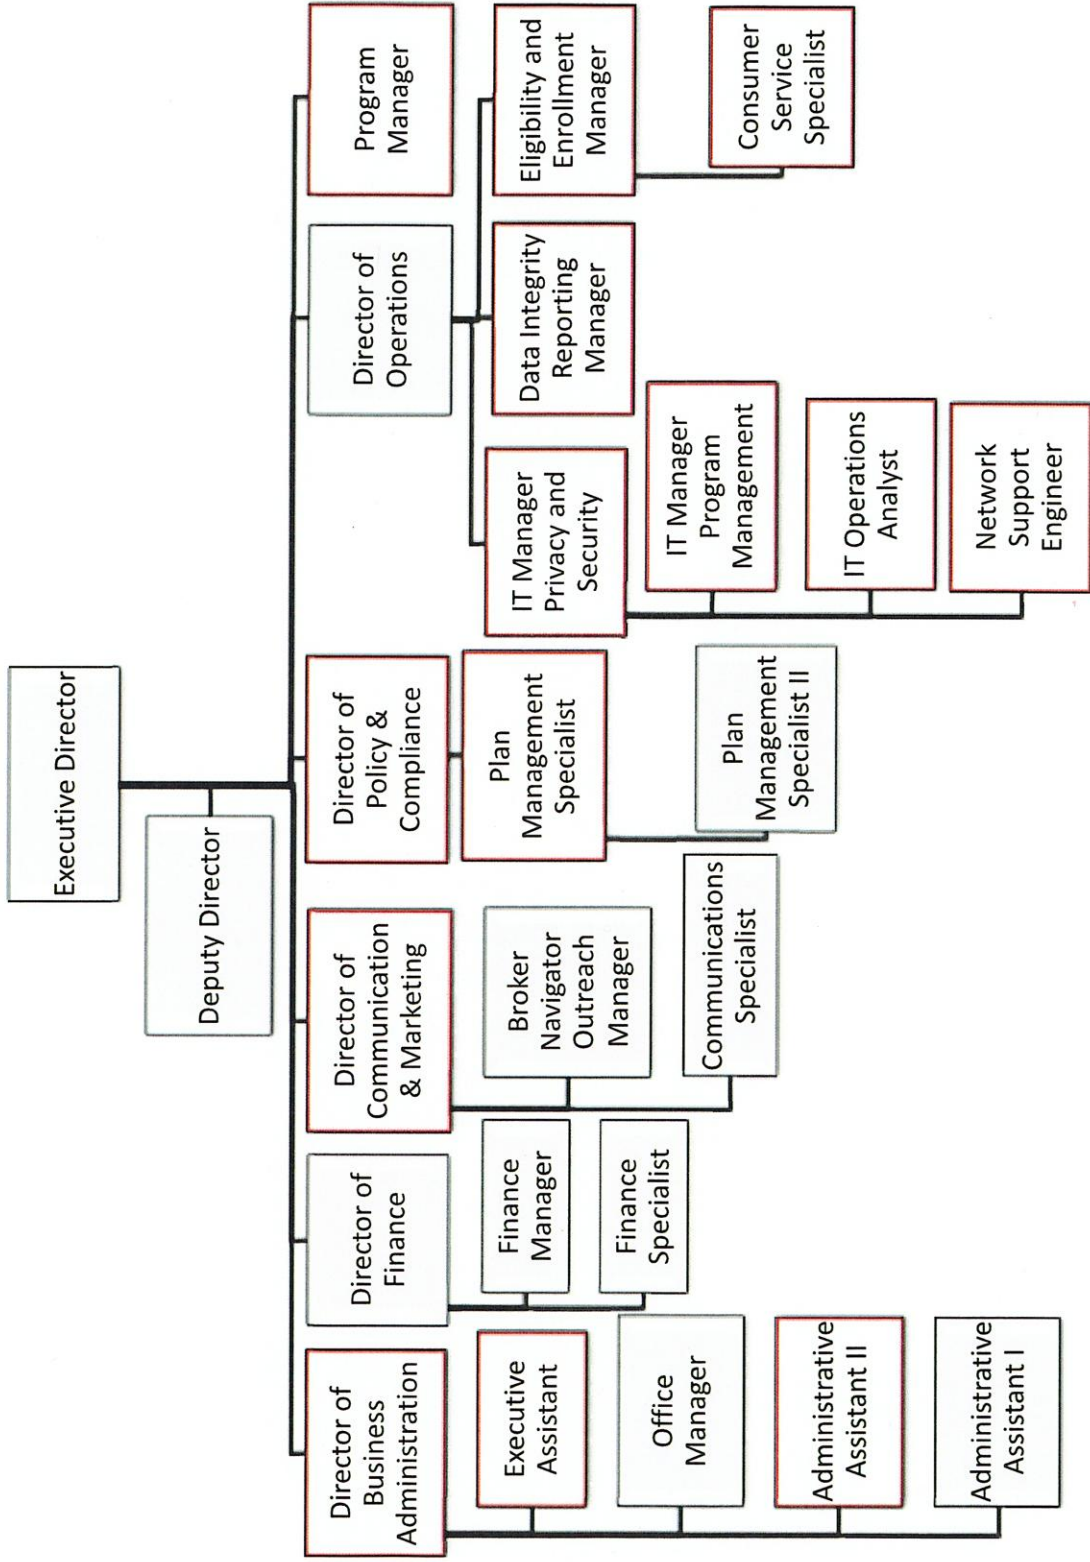 Executive Director
Deputy Director
Director of
Business
Administration
Executive
Assistant
Office
Manager
Administrative
Assistant II
Administrative
Assistant I
Director of
Finance
Finance
Manager
Finance
Specialist
Director of
Communication
& Marketing
Broker
Navigator
Outreach
Manager
Communications
Specialist
Director of
Policy &
Compliance
Plan
Management
Specialist
Plan
Management
Specialist II
Director of
Operations
IT Manager
Privacy and
Security
IT Manager
Program
Management
IT Operations
Analyst
Network
Support
Engineer
Data Integrity
Reporting
Manager
Eligibility and
Enrollment
Manager
Consumer
Service
Specialist
Program
Manager